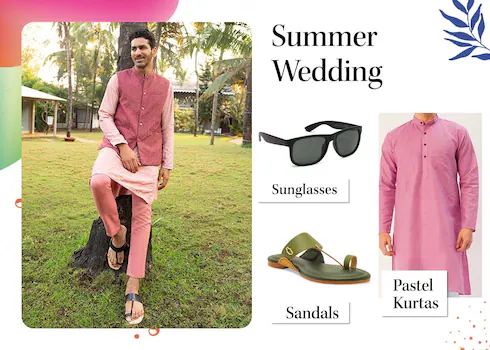 Summer
Wedding
Sunglasses
Sandals
Pastel
Kurtas